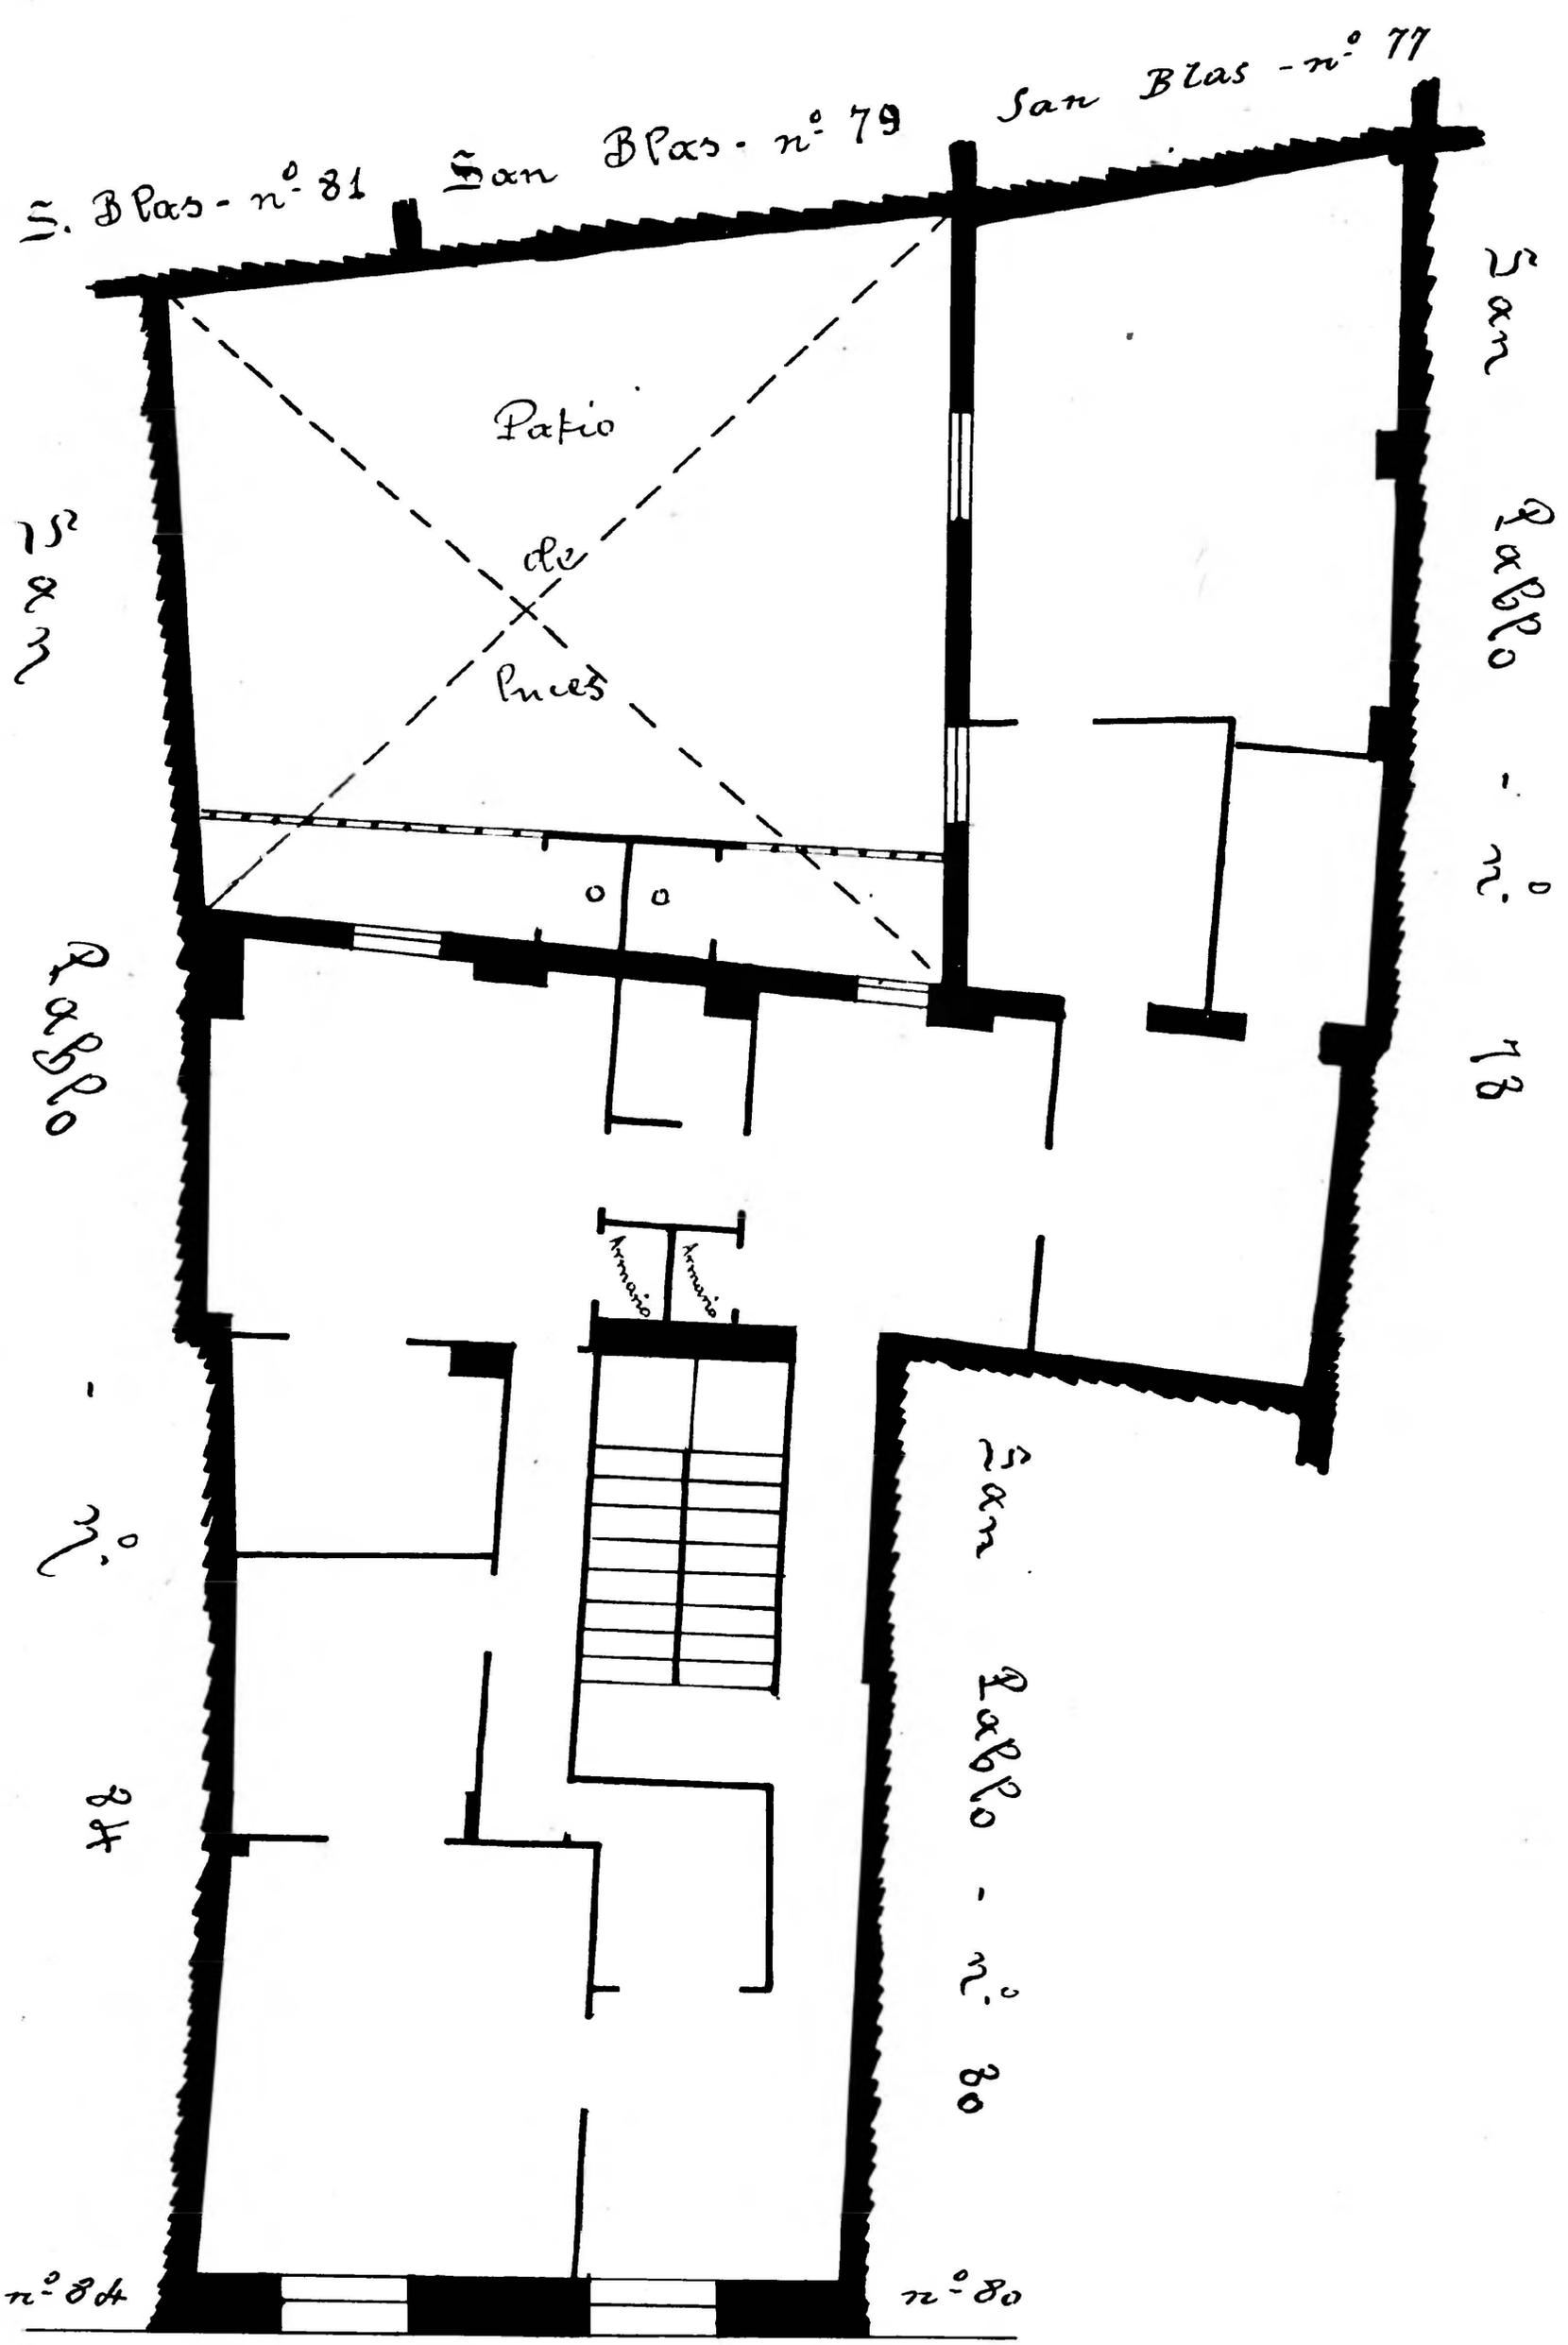 S. Blas - nº 81
San Blas - nº 79
San Blas - nº 77
Patio
de
luces
San Pablo - nº 84
San Pablo - nº 78
Armario
Armario
San Pablo - nº 80
nº 84
nº 80